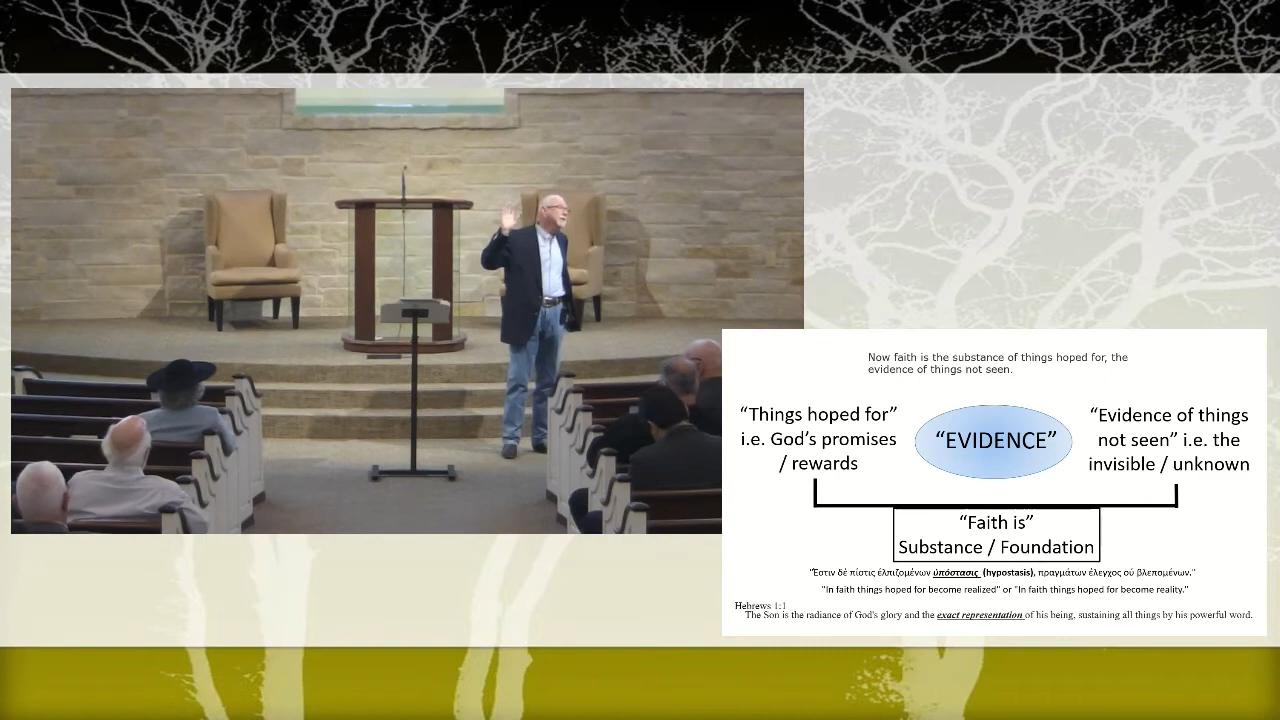 Now faith is the substance of things hoped for, the
evidence of things not seen.
“Things hoped for”
i.e. God’s promises
/ rewards
“EVIDENCE”
“Evidence of things
not seen” i.e. the
invisible / unknown
“Faith is”
Substance / Foundation
"Ἔστιν δὲ πίστις ἐλπιζομένων ὑπόστασις (hypostasis), πραγμάτων ἔλεγχος οὐ βλεπομένων."
"In faith things hoped for become realized" or "In faith things hoped for become reality."
Hebrews 1:1
The Son is the radiance of God's glory and the exact representation of his being, sustaining all things by his powerful word.